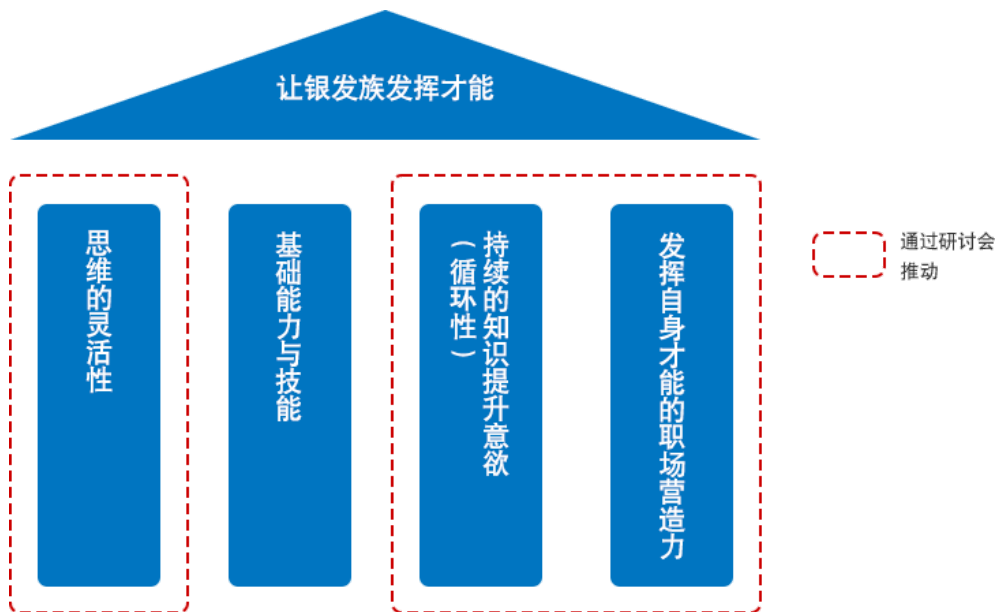 让银发族发挥才能
思维的灵活性
基础能力与技能
持续的知识提升意欲
（循环性）
发挥自身才能的职场营造力
通过研讨会
推动